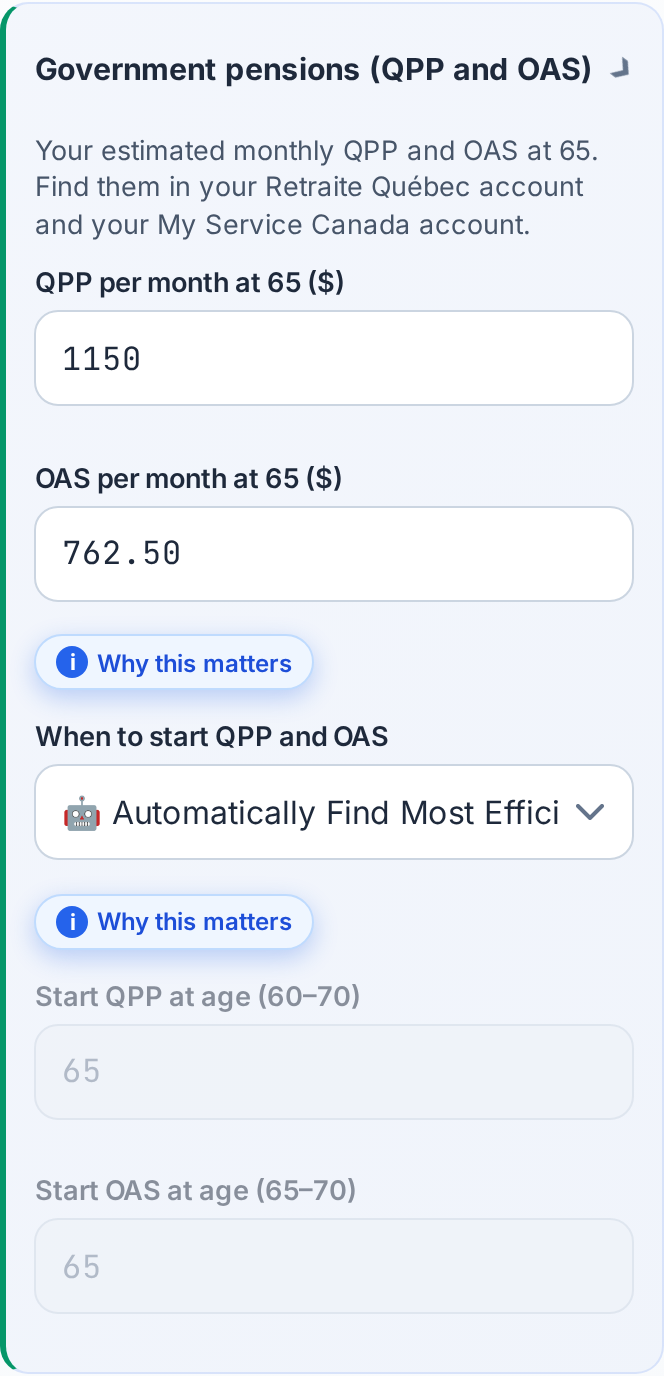 Government pensions (QPP and OAS)
Your estimated monthly QPP and OAS at 65.
Find them in your Retraite Québec account
and your My Service Canada account.
QPP per month at 65 ($)
1150
OAS per month at 65 ($)
762.50
i Why this matters
When to start QPP and OAS
🤖 Automatically Find Most Effici
i Why this matters
Start QPP at age (60–70)
65
Start OAS at age (65–70)
65